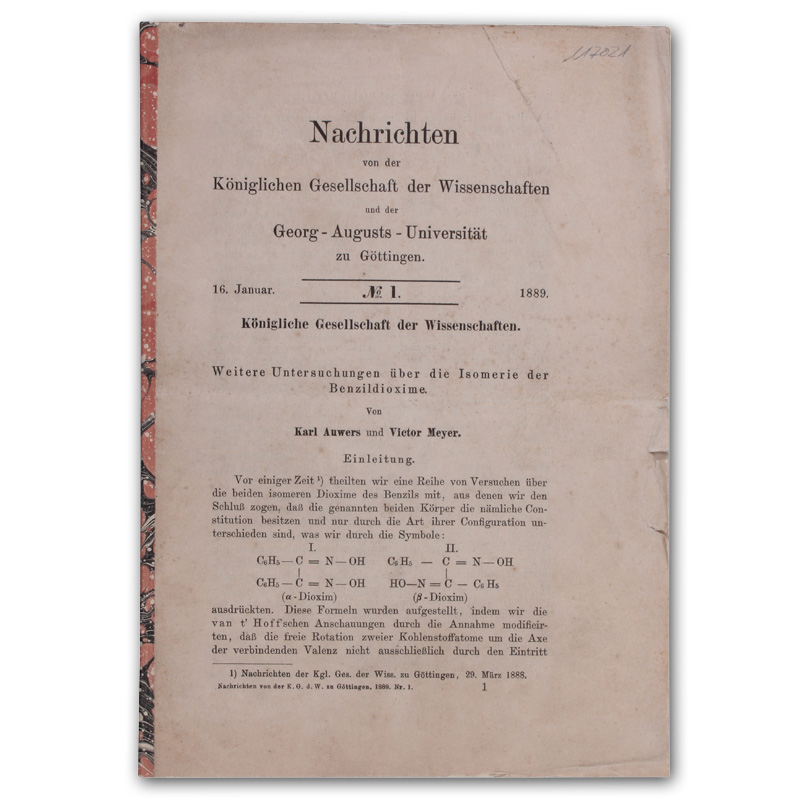 117021
Nachrichten
von der
Königlichen Gesellschaft der Wissenschaften
und der
Georg - Augusts - Universität
zu Göttingen.
16. Januar. № 1. 1889.
Königliche Gesellschaft der Wissenschaften.
Weitere Untersuchungen über die Isomerie der
Benzildioxime.
Von
Karl Auwers und Victor Meyer.
Einleitung.
Vor einiger Zeit ¹) theilten wir eine Reihe von Versuchen über
die beiden isomeren Dioxime des Benzils mit, aus denen wir den
Schluß zogen, daß die genannten beiden Körper die nämliche Con-
stitution besitzen und nur durch die Art ihrer Configuration un-
terschieden sind, was wir durch die Symbole:
I. II.
C₆H₅ — C = N — OH C₆H₅ — C = N — OH
| |
C₆H₅ — C = N — OH HO—N = C — C₆H₅
(α - Dioxim) (β - Dioxim)
ausdrückten. Diese Formeln wurden aufgestellt, indem wir die
van t' Hoff'schen Anschauungen durch die Annahme modificir-
ten, daß die freie Rotation zweier Kohlenstoffatome um die Axe
der verbindenden Valenz nicht ausschließlich durch den Eintritt
1) Nachrichten der Kgl. Ges. der Wiss. zu Göttingen, 29. März 1888.
Nachrichten von der K. G. d. W. zu Göttingen, 1889. Nr. 1. 1